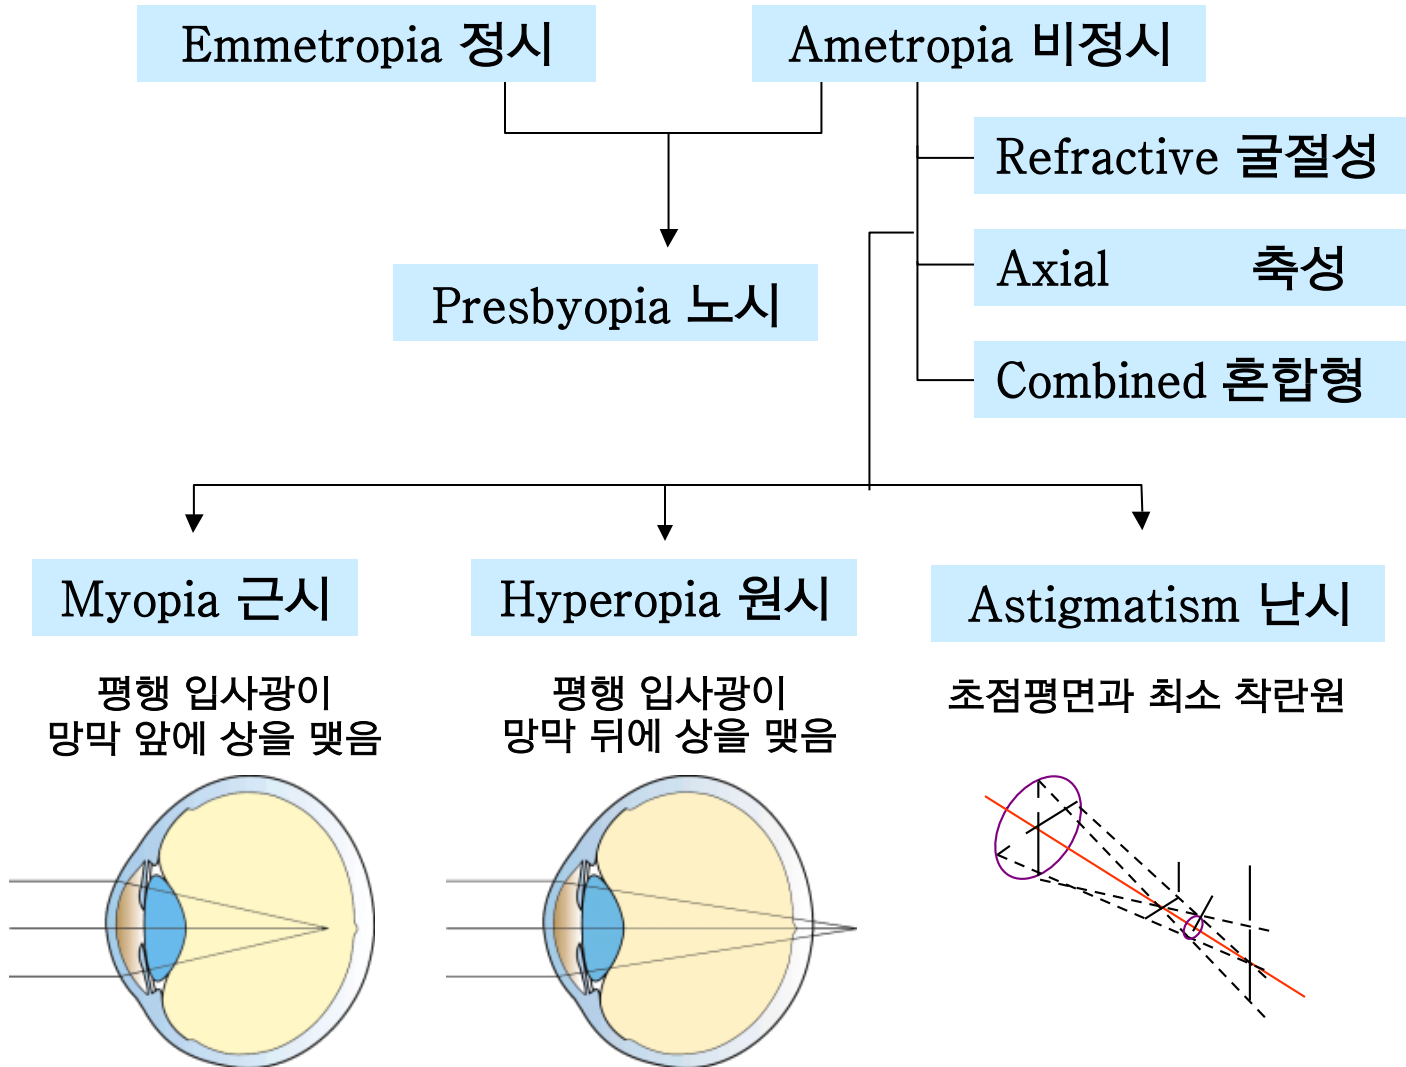 Emmetropia 정시
Ametropia 비정시
Refractive 굴절성
Axial 축성
Presbyopia 노시
Combined 혼합형
Myopia 근시
Hyperopia 원시
Astigmatism 난시
평행 입사광이
망막 앞에 상을 맺음
평행 입사광이
망막 뒤에 상을 맺음
초점평면과 최소 착란원